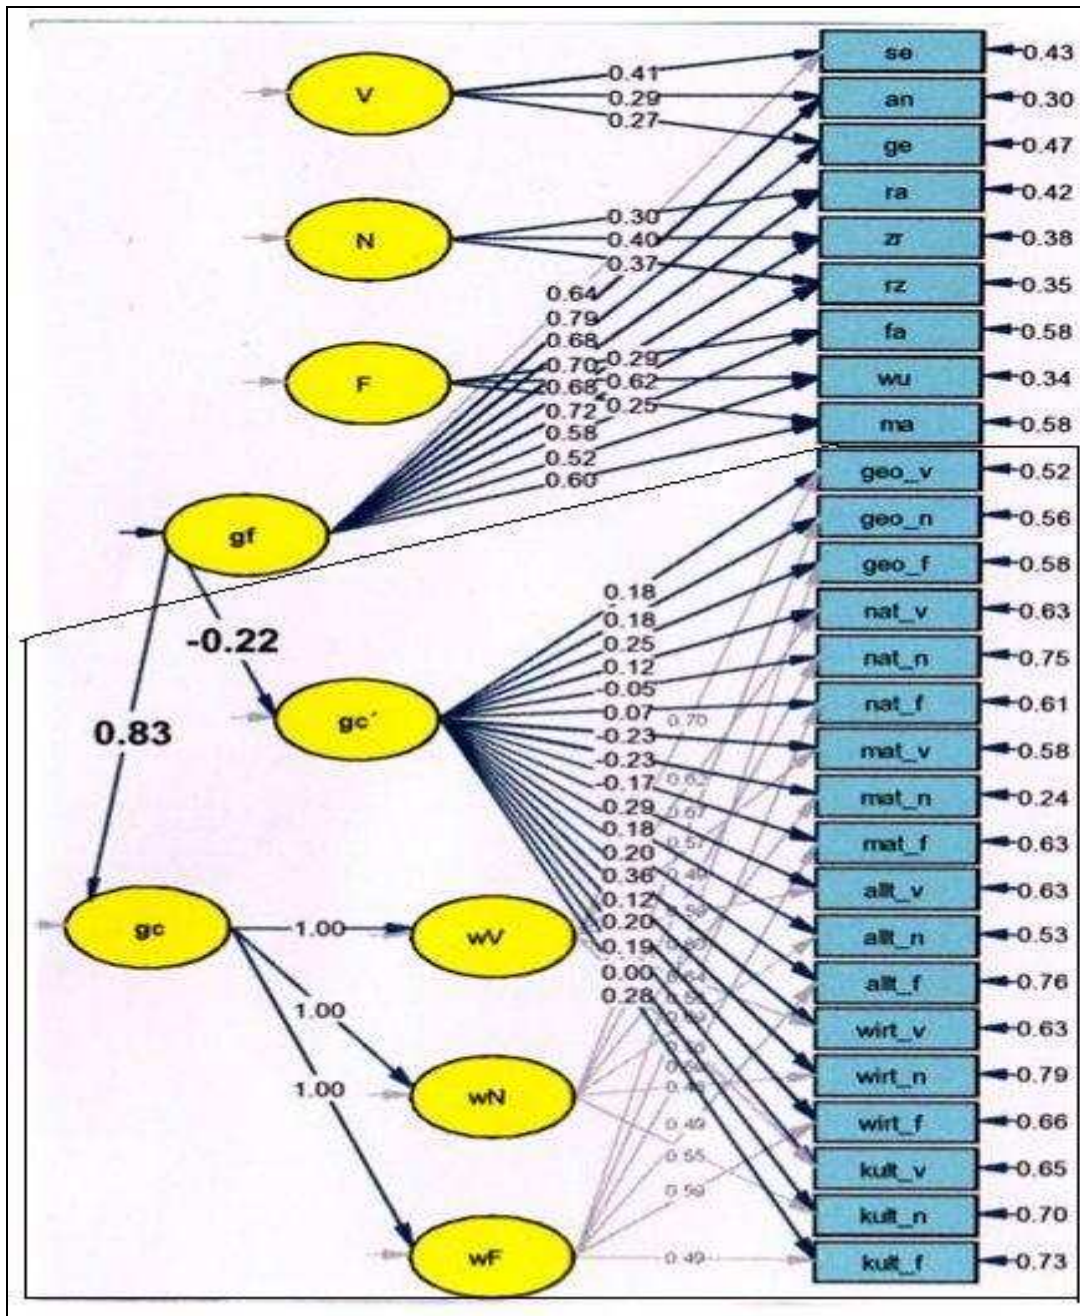 V
N
F
gf
gc´
gc
wV
wN
wF
0.41
0.29
0.27
0.30
0.40
0.37
0.29
0.62
0.25
0.64
0.79
0.68
0.70
0.68
0.72
0.58
0.52
0.60
-0.22
0.83
0.18
0.18
0.25
0.12
-0.05
0.07
-0.23
-0.23
-0.17
0.29
0.18
0.20
0.36
0.12
0.20
0.19
0.00
0.28
1.00
1.00
1.00
0.70
0.49
0.55
0.59
0.49
se 0.43
an 0.30
ge 0.47
ra 0.42
zr 0.38
rz 0.35
fa 0.58
wu 0.34
ma 0.58
geo_v 0.52
geo_n 0.56
geo_f 0.58
nat_v 0.63
nat_n 0.75
nat_f 0.61
mat_v 0.58
mat_n 0.24
mat_f 0.63
allt_v 0.63
allt_n 0.53
allt_f 0.76
wirt_v 0.63
wirt_n 0.79
wirt_f 0.66
kult_v 0.65
kult_n 0.70
kult_f 0.73